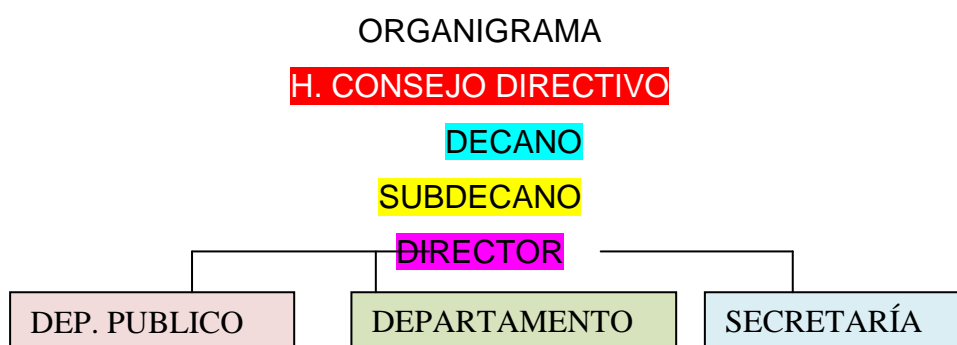 ORGANIGRAMA
H. CONSEJO DIRECTIVO
DECANO
SUBDECANO
DIRECTOR
DEP. PUBLICO DEPARTAMENTO SECRETARÍA